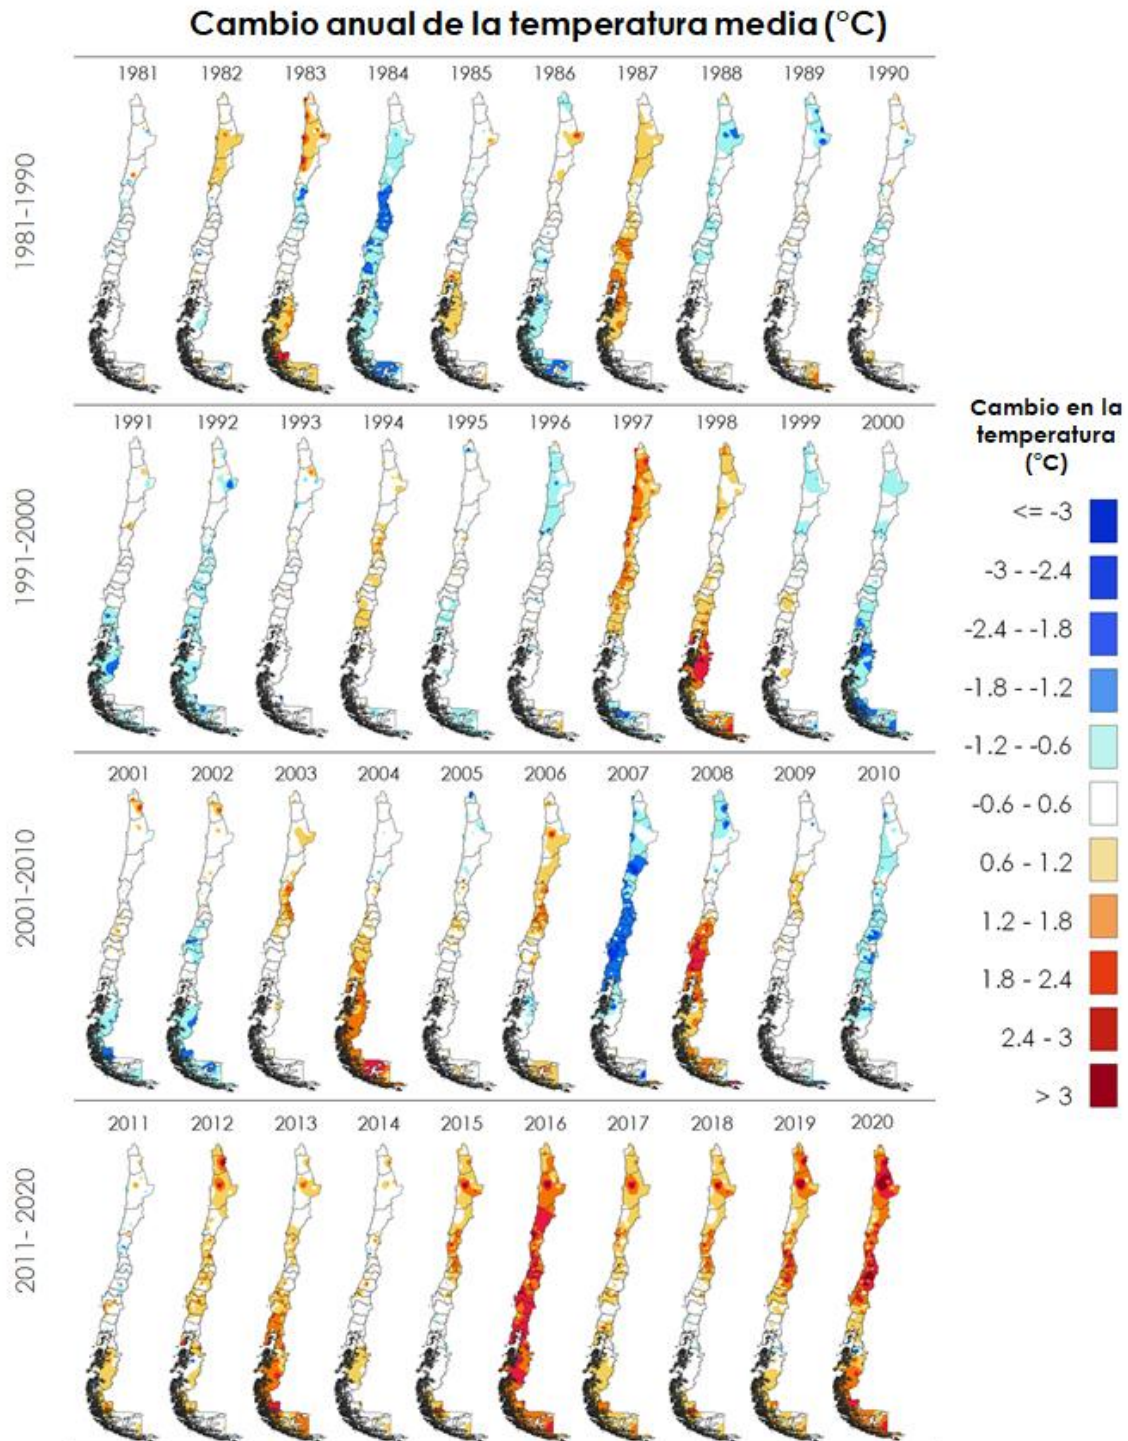 Cambio anual de la temperatura media (°C)
1981 1982 1983 1984 1985 1986 1987 1988 1989 1990
1981-1990
1991 1992 1993 1994 1995 1996 1997 1998 1999 2000
1991-2000
2001 2002 2003 2004 2005 2006 2007 2008 2009 2010
2001-2010
2011 2012 2013 2014 2015 2016 2017 2018 2019 2020
2011- 2020
Cambio en la
temperatura
(°C)
<= -3
-3 - -2.4
-2.4 - -1.8
-1.8 - -1.2
-1.2 - -0.6
-0.6 - 0.6
0.6 - 1.2
1.2 - 1.8
1.8 - 2.4
2.4 - 3
> 3